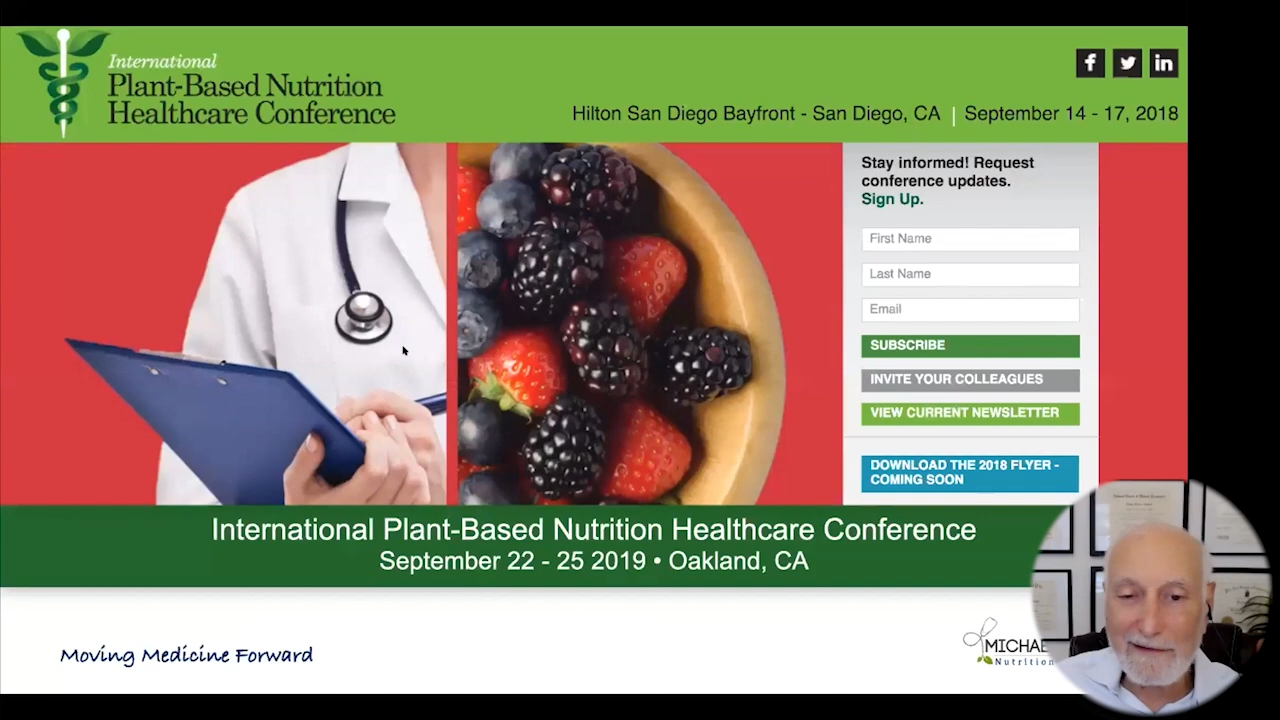 International
Plant-Based Nutrition
Healthcare Conference
Hilton San Diego Bayfront - San Diego, CA | September 14 - 17, 2018
Stay informed! Request
conference updates.
Sign Up.
First Name
Last Name
Email
SUBSCRIBE
INVITE YOUR COLLEAGUES
VIEW CURRENT NEWSLETTER
DOWNLOAD THE 2018 FLYER -
COMING SOON
International Plant-Based Nutrition Healthcare Conference
September 22 - 25 2019 • Oakland, CA
Moving Medicine Forward
MICHAE
Nutrition